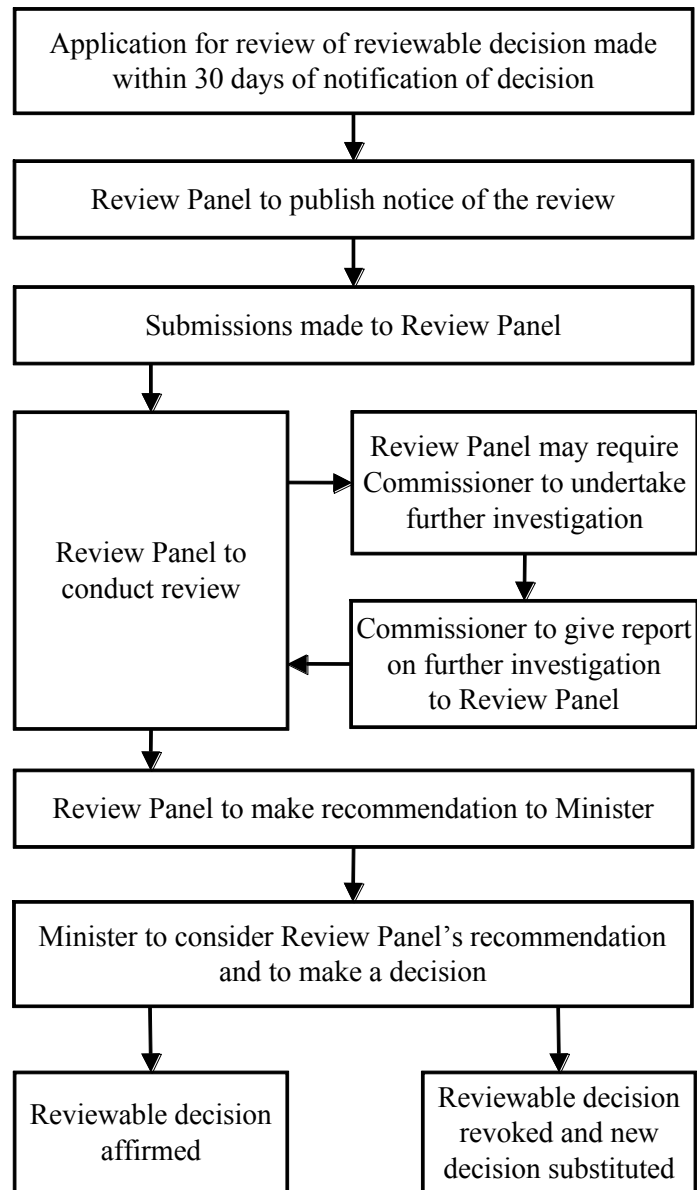 Application for review of reviewable decision made
within 30 days of notification of decision
Review Panel to publish notice of the review
Submissions made to Review Panel
Review Panel to
conduct review
Review Panel may require
Commissioner to undertake
further investigation
Commissioner to give report
on further investigation
to Review Panel
Review Panel to make recommendation to Minister
Minister to consider Review Panel’s recommendation
and to make a decision
Reviewable decision
affirmed
Reviewable decision
revoked and new
decision substituted